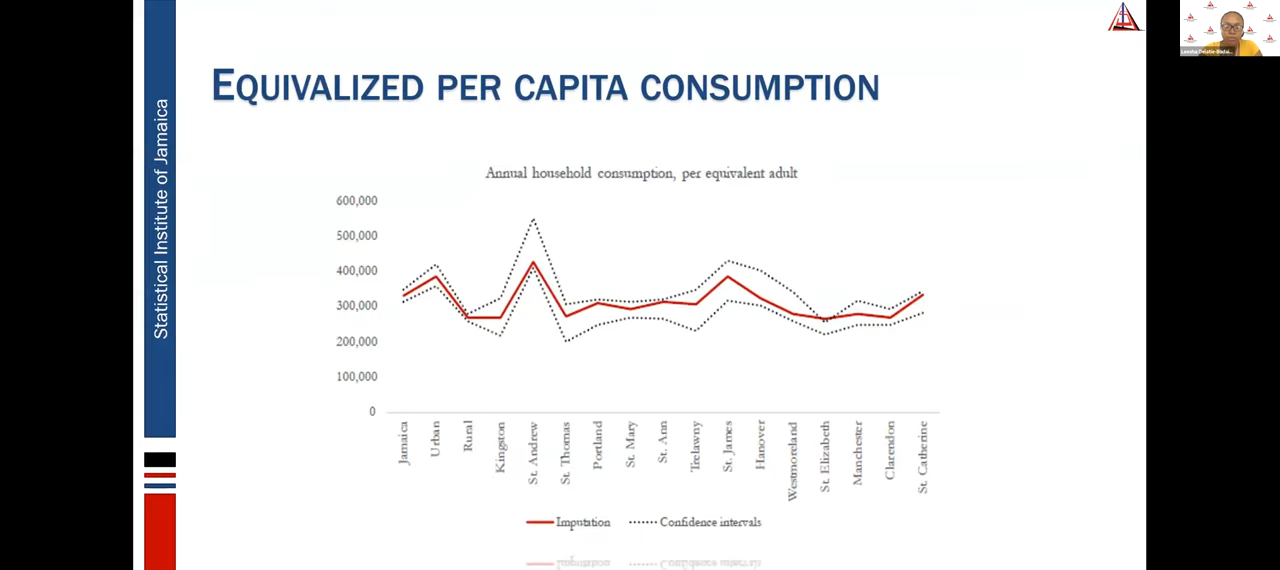 Statistical Institute of Jamaica
EQUIVALIZED PER CAPITA CONSUMPTION
Annual household consumption, per equivalent adult
600,000
500,000
400,000
300,000
200,000
100,000
0
Jamaica
Urban
Rural
Kingston
St. Andrew
St. Thomas
Portland
St. Mary
St. Ann
Trelawny
St. James
Hanover
Westmoreland
St. Elizabeth
Manchester
Clarendon
St. Catherine
Imputation
Confidence intervals